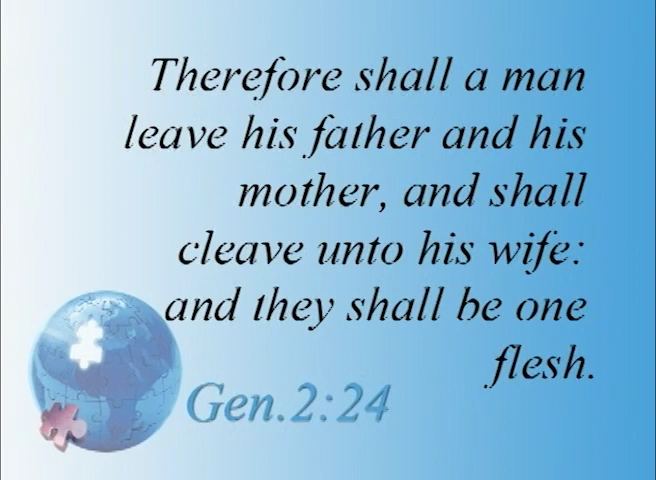 Therefore shall a man
leave his father and his
mother, and shall
cleave unto his wife:
and they shall be one
flesh.
Gen.2:24